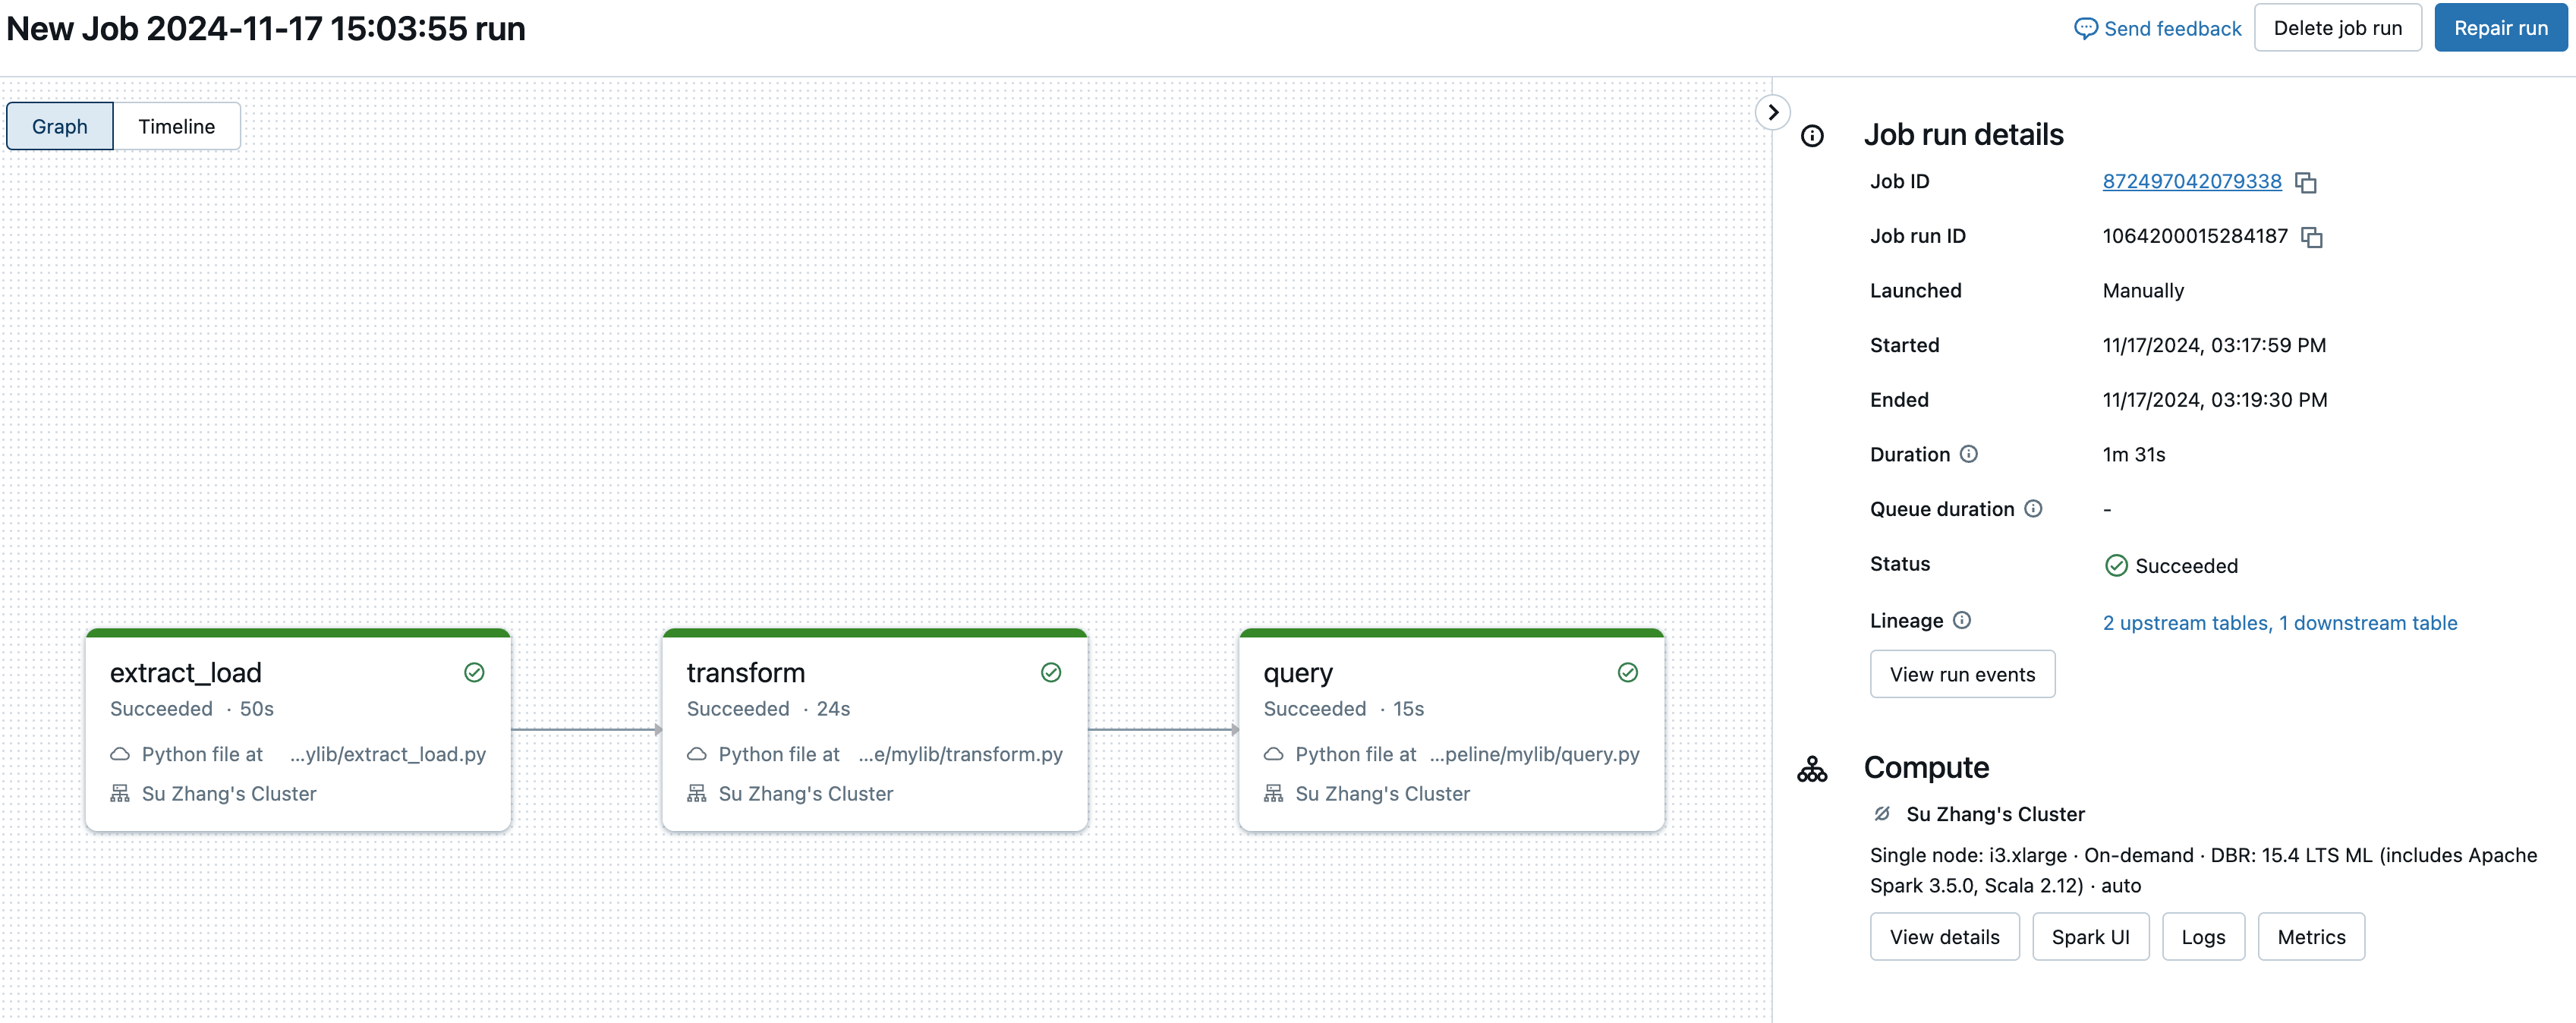 New Job 2024-11-17 15:03:55 run
Send feedback
Delete job run
Repair run
Graph
Timeline
extract_load
Succeeded · 50s
Python file at ...ylib/extract_load.py
Su Zhang's Cluster
transform
Succeeded · 24s
Python file at ...e/mylib/transform.py
Su Zhang's Cluster
query
Succeeded · 15s
Python file at ...peline/mylib/query.py
Su Zhang's Cluster
Job run details
Job ID 872497042079338
Job run ID 1064200015284187
Launched Manually
Started 11/17/2024, 03:17:59 PM
Ended 11/17/2024, 03:19:30 PM
Duration 1m 31s
Queue duration -
Status Succeeded
Lineage 2 upstream tables, 1 downstream table
View run events
Compute
Su Zhang's Cluster
Single node: i3.xlarge · On-demand · DBR: 15.4 LTS ML (includes Apache
Spark 3.5.0, Scala 2.12) · auto
View details
Spark UI
Logs
Metrics